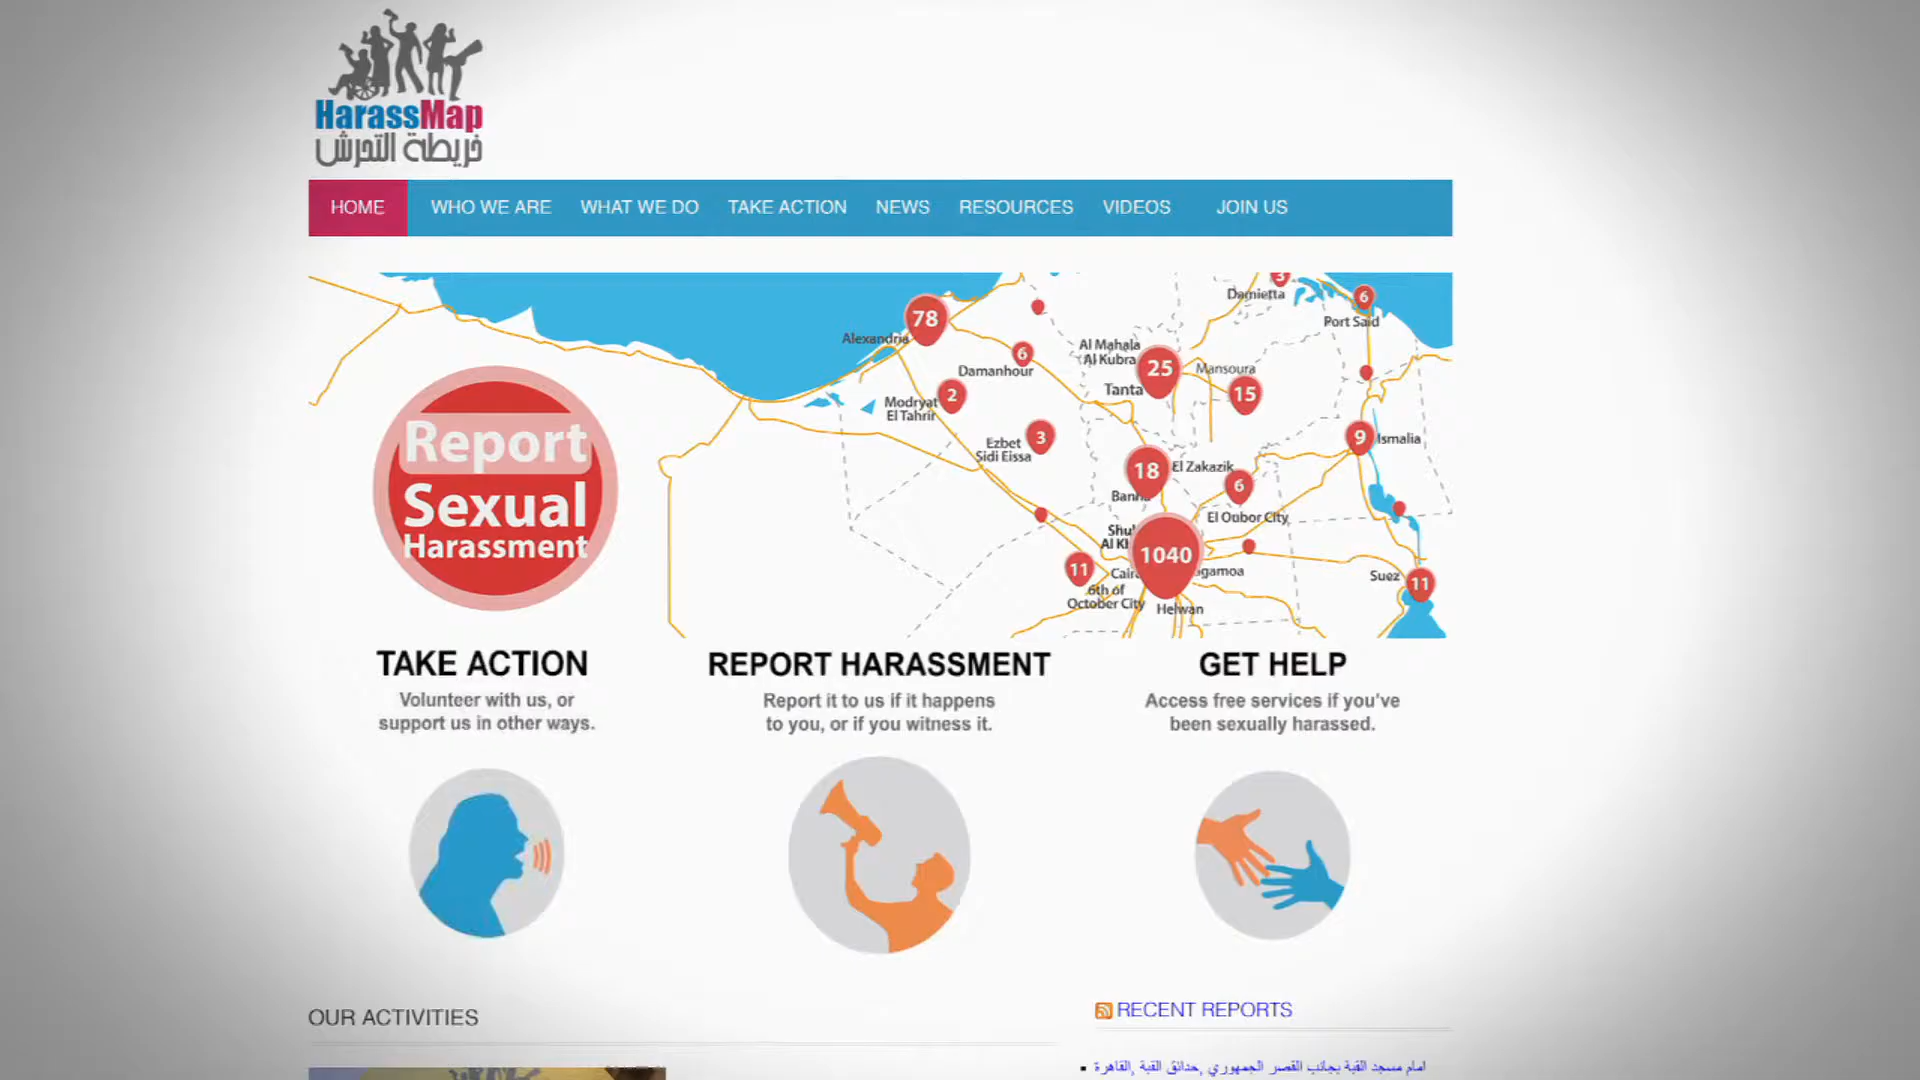 HarassMap
خريطة التحرش
HOME
WHO WE ARE
WHAT WE DO
TAKE ACTION
NEWS
RESOURCES
VIDEOS
JOIN US
3
Damietta
6
Port Said
78
Alexandria
6
Damanhour
Al Mahala
Al Kubra
25
Tanta
Mansoura
15
2
Modryat
El Tahrir
3
Ezbet
Sidi Eissa
9
Ismalia
18
El Zakazik
6
El Oubor City
1040
11
6th of
October City
Helwan
Suez
11
Report
Sexual
Harassment
TAKE ACTION
Volunteer with us, or
support us in other ways.
REPORT HARASSMENT
Report it to us if it happens
to you, or if you witness it.
GET HELP
Access free services if you've
been sexually harassed.
OUR ACTIVITIES
RECENT REPORTS
امام مسجد القبة بجانب القصر الجمهوري ,حدائق القبة ,القاهرة